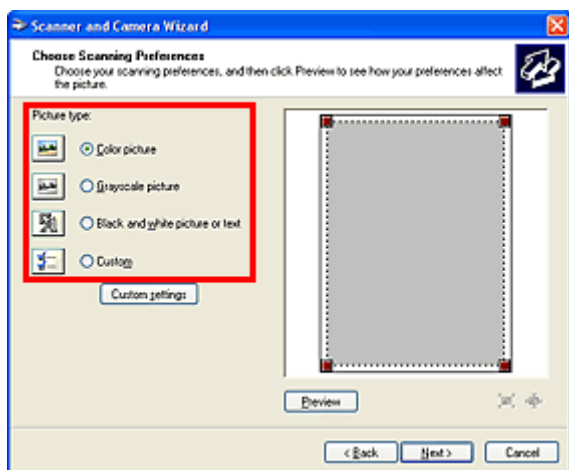 Scanner and Camera Wizard
Choose Scanning Preferences
Choose your scanning preferences, and then click Preview to see how your preferences affect
the picture.
Picture type:
Color picture
Grayscale picture
Black and white picture or text
Custom
Custom settings
Preview
< Back
Next >
Cancel